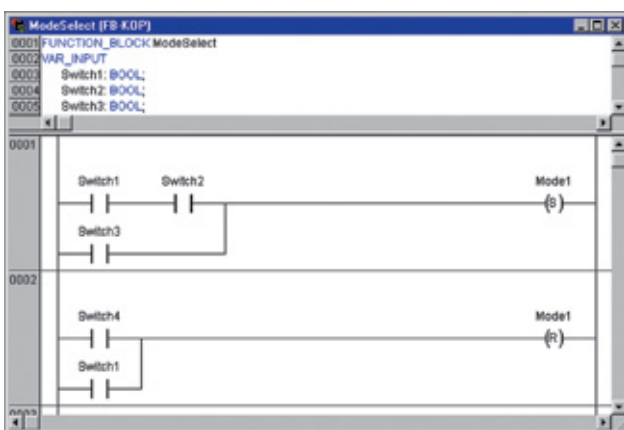 ModeSelect (FB-KOP)
0001 FUNCTION_BLOCK ModeSelect
0002 VAR_INPUT
0003 Switch1: BOOL;
0004 Switch2: BOOL;
0005 Switch3: BOOL;
0001
Switch1 Switch2 Mode1
(S)
Switch3
0002
Switch4 Mode1
(R)
Switch1